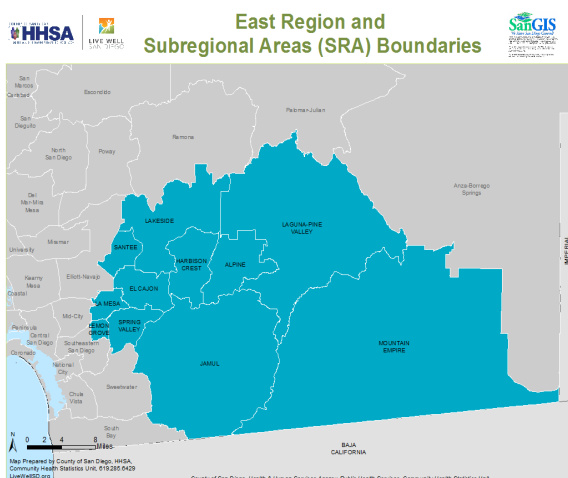 HHSA
LIVE WELL
SAN DIEGO
East Region and
Subregional Areas (SRA) Boundaries
SanGIS
San
Marcos
Carlsbad
Escondido
Palomar-Julian
San
Dieguito
Ramona
North
San Diego
Poway
Anza-Borrego
Springs
Del
Mar-Mira
Mesa
LAKESIDE
LAGUNA-PINE
VALLEY
University
Miramar
SANTEE
HARBISON
CREST
ALPINE
IMPERIAL
Kearny
Mesa
Elliott-Navajo
EL CAJON
Coastal
LA MESA
Mid-City
LEMON
GROVE
SPRING
VALLEY
Peninsula
Central
San Diego
Southeastern
San Diego
Coronado
MOUNTAIN
EMPIRE
JAMUL
National
City
Sweetwater
Chula
Vista
South
Bay
N
0 2 4 8
Miles
BAJA
CALIFORNIA
Map Prepared by County of San Diego, HHSA,
Community Health Statistics Unit, 619.285.6429
LiveWellSD.org